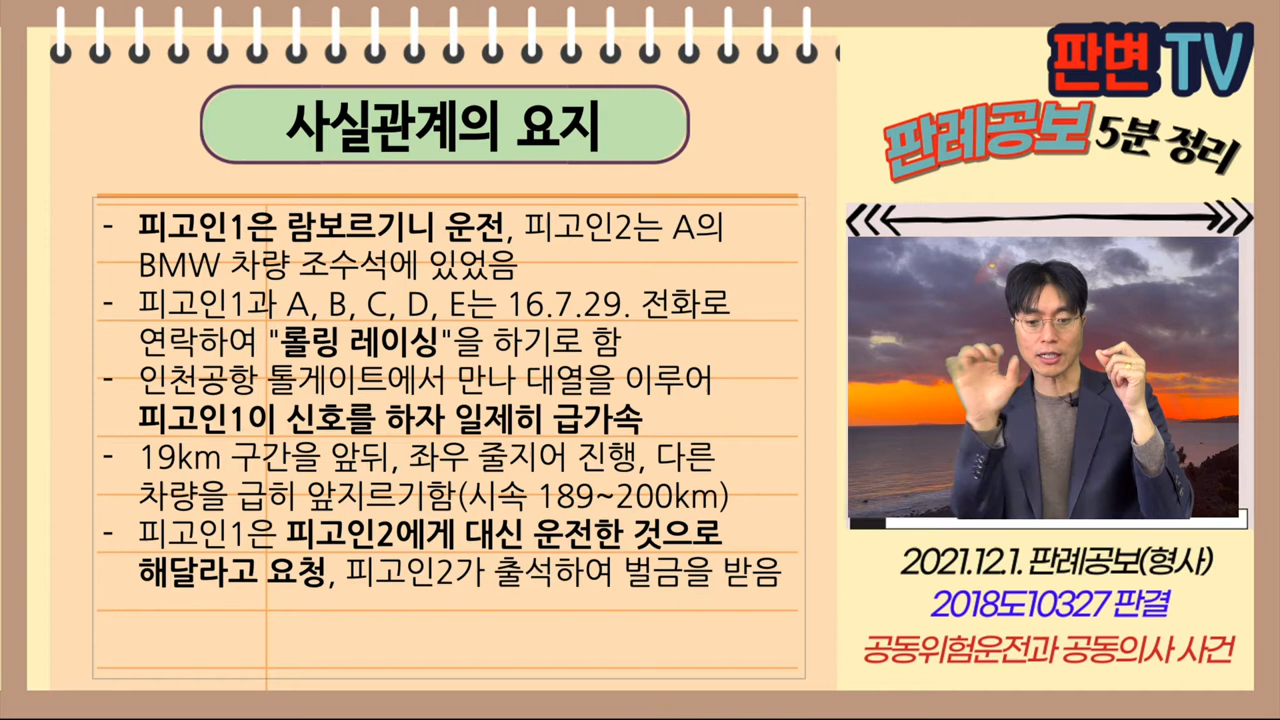 사실관계의 요지
- 피고인1은 람보르기니 운전, 피고인2는 A의
BMW 차량 조수석에 있었음
- 피고인1과 A, B, C, D, E는 16.7.29. 전화로
연락하여 "롤링 레이싱"을 하기로 함
- 인천공항 톨게이트에서 만나 대열을 이루어
피고인1이 신호를 하자 일제히 급가속
- 19km 구간을 앞뒤, 좌우 줄지어 진행, 다른
차량을 급히 앞지르기함(시속 189~200km)
- 피고인1은 피고인2에게 대신 운전한 것으로
해달라고 요청, 피고인2가 출석하여 벌금을 받음
판변 TV
판례공보 5분 정리
2021.12.1. 판례공보(형사)
2018도10327 판결
공동위험운전과 공동의사 사건